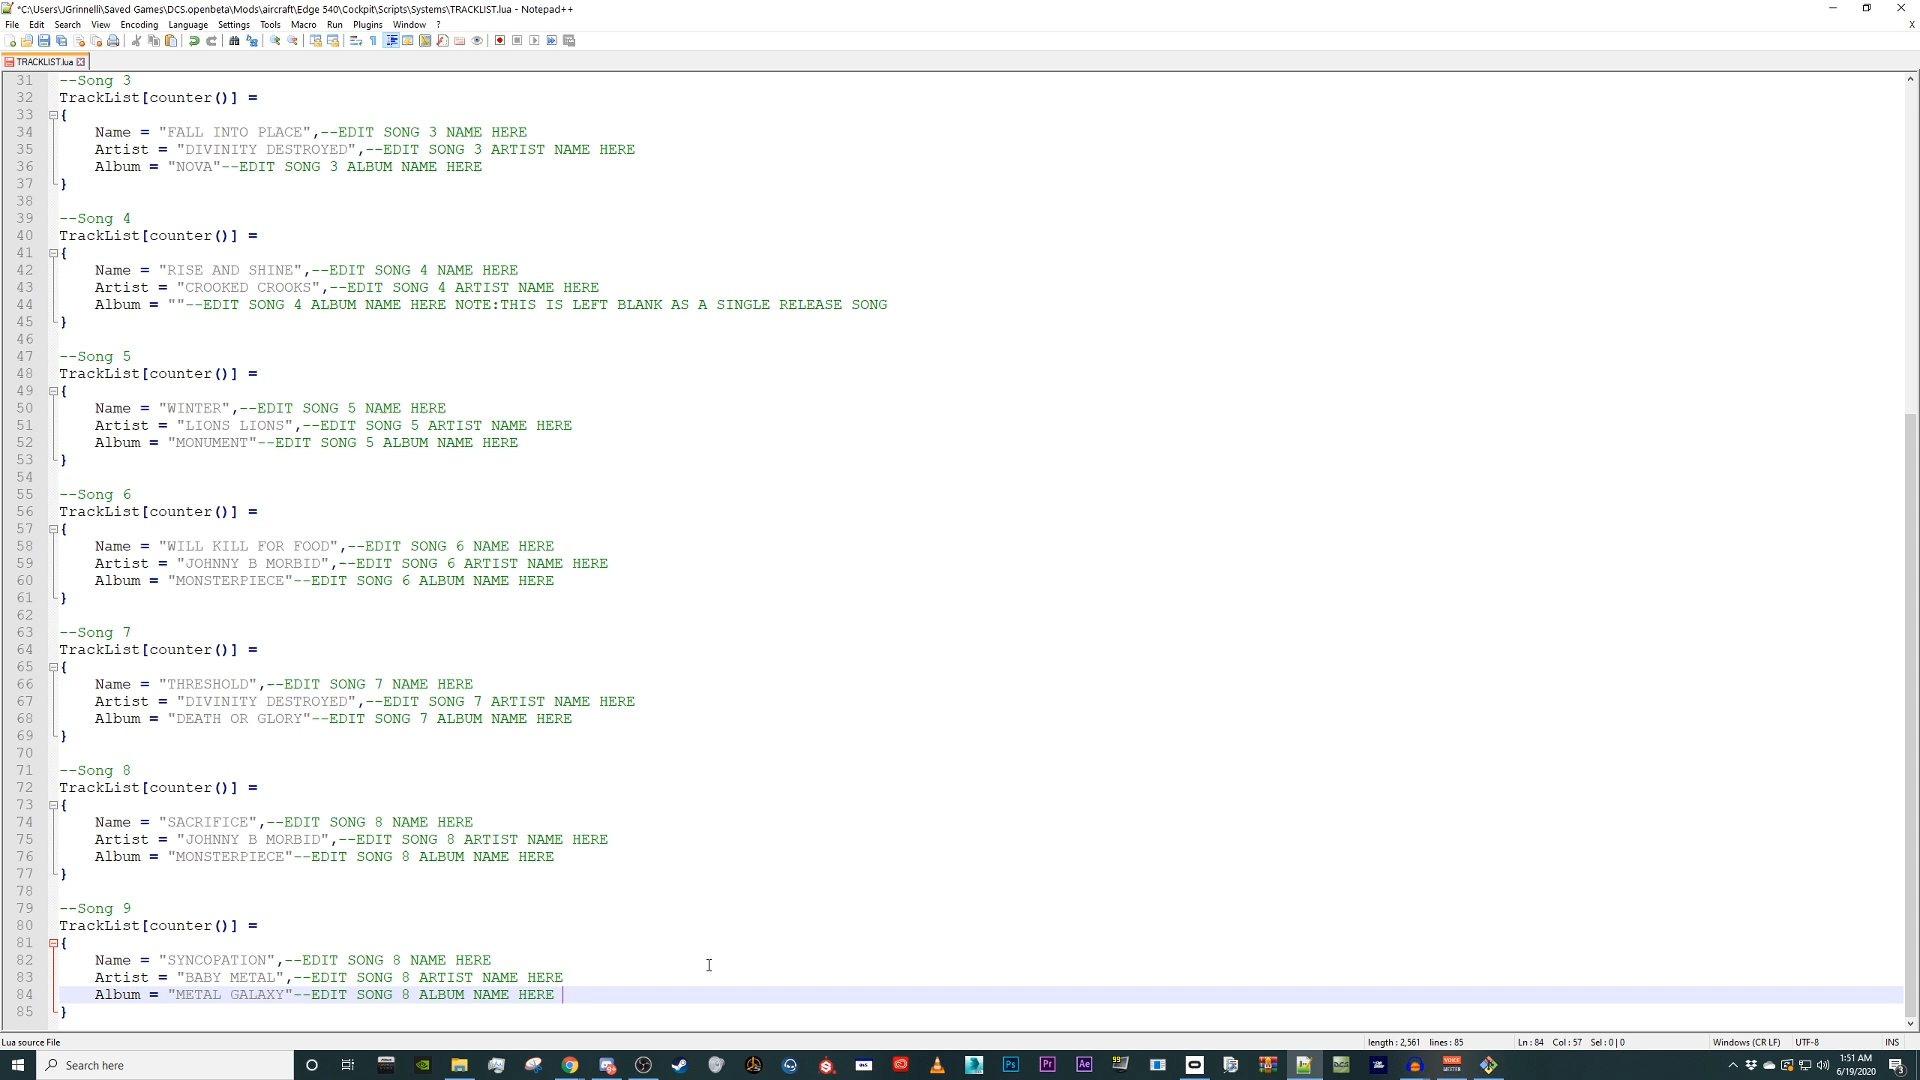 *C:\Users\JGrinnelli\Saved Games\DCS.openbeta\Mods\aircraft\Edge 540\Cockpit\Scripts\Systems\TRACKLIST.lua - Notepad++
File Edit Search View Encoding Language Settings Tools Macro Run Plugins Window ? X
TRACKLIST.lua
31 --Song 3
32 TrackList[counter()] =
33 {
34 Name = "FALL INTO PLACE",--EDIT SONG 3 NAME HERE
35 Artist = "DIVINITY DESTROYED",--EDIT SONG 3 ARTIST NAME HERE
36 Album = "NOVA"--EDIT SONG 3 ALBUM NAME HERE
37 }
38
39 --Song 4
40 TrackList[counter()] =
41 {
42 Name = "RISE AND SHINE",--EDIT SONG 4 NAME HERE
43 Artist = "CROOKED CROOKS",--EDIT SONG 4 ARTIST NAME HERE
44 Album = ""--EDIT SONG 4 ALBUM NAME HERE NOTE:THIS IS LEFT BLANK AS A SINGLE RELEASE SONG
45 }
46
47 --Song 5
48 TrackList[counter()] =
49 {
50 Name = "WINTER",--EDIT SONG 5 NAME HERE
51 Artist = "LIONS LIONS",--EDIT SONG 5 ARTIST NAME HERE
52 Album = "MONUMENT"--EDIT SONG 5 ALBUM NAME HERE
53 }
54
55 --Song 6
56 TrackList[counter()] =
57 {
58 Name = "WILL KILL FOR FOOD",--EDIT SONG 6 NAME HERE
59 Artist = "JOHNNY B MORBID",--EDIT SONG 6 ARTIST NAME HERE
60 Album = "MONSTERPIECE"--EDIT SONG 6 ALBUM NAME HERE
61 }
62
63 --Song 7
64 TrackList[counter()] =
65 {
66 Name = "THRESHOLD",--EDIT SONG 7 NAME HERE
67 Artist = "DIVINITY DESTROYED",--EDIT SONG 7 ARTIST NAME HERE
68 Album = "DEATH OR GLORY"--EDIT SONG 7 ALBUM NAME HERE
69 }
70
71 --Song 8
72 TrackList[counter()] =
73 {
74 Name = "SACRIFICE",--EDIT SONG 8 NAME HERE
75 Artist = "JOHNNY B MORBID",--EDIT SONG 8 ARTIST NAME HERE
76 Album = "MONSTERPIECE"--EDIT SONG 8 ALBUM NAME HERE
77 }
78
79 --Song 9
80 TrackList[counter()] =
81 {
82 Name = "SYNCOPATION",--EDIT SONG 8 NAME HERE
83 Artist = "BABY METAL",--EDIT SONG 8 ARTIST NAME HERE
84 Album = "METAL GALAXY"--EDIT SONG 8 ALBUM NAME HERE
85 }
Lua source File length : 2,561 lines : 85 Ln : 84 Col : 57 Sel : 0 | 0 Windows (CR LF) UTF-8 INS
Search here Ps Pr Ae 1:51 AM
6/19/2020